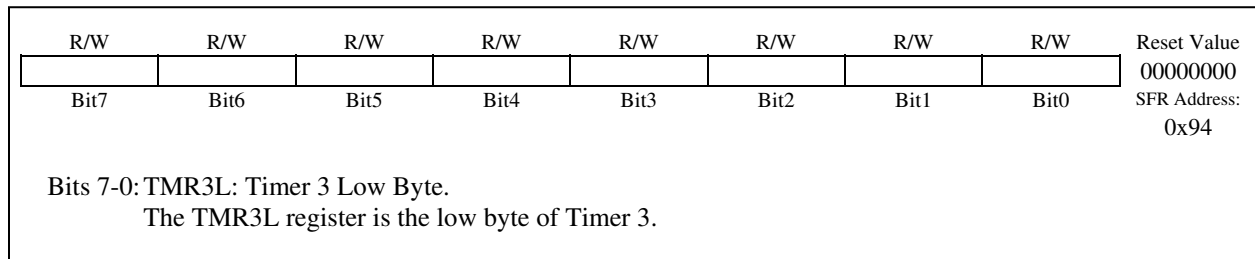 R/W R/W R/W R/W R/W R/W R/W R/W Reset Value
00000000
Bit7 Bit6 Bit5 Bit4 Bit3 Bit2 Bit1 Bit0 SFR Address:
0x94
Bits 7-0: TMR3L: Timer 3 Low Byte.
The TMR3L register is the low byte of Timer 3.